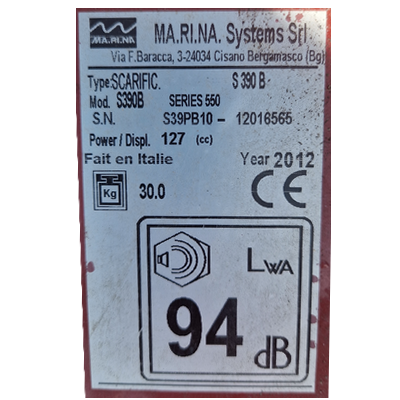 MA.RI.NA
MA.RI.NA. Systems Srl
Via F.Baracca, 3-24034 Cisano Bergamasco (Bg)
Type: SCARIFIC. S 390 B
Mod. S390B SERIES 550
S.N. S39PB10 - 12016565
Power / Displ. 127 (cc)
Fait en Italie Year 2012
Kg 30.0 CE
LWA
94 dB